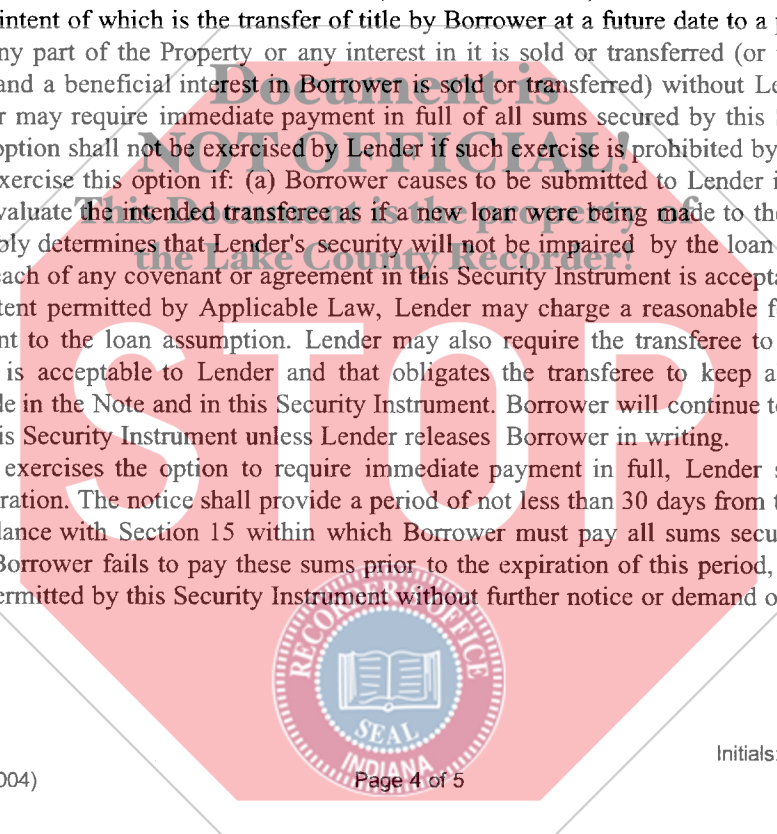 intent of which is the transfer of title by Borrower at a future date to a
ny part of the Property or any interest in it is sold or transferred (or
and a beneficial interest in Borrower is sold or transferred) without
Document is
r may require immediate payment in full of all sums secured by this
NOT OFFICIAL!
option shall not be exercised by Lender if such exercise is prohibited by
xercise this option if: (a) Borrower causes to be submitted to Lender
valuate the intended transferee as if a new loan were being made to the
This Document is the property of
bly determines that Lender's security will not be impaired by the loan
the Lake County Recorder!
each of any covenant or agreement in this Security Instrument is accepta
tent permitted by Applicable Law, Lender may charge a reasonable f
nt to the loan assumption. Lender may also require the transferee to
is acceptable to Lender and that obligates the transferee to keep a
de in the Note and in this Security Instrument. Borrower will continue t
is Security Instrument unless Lender releases Borrower in writing.
STOP
exercises the option to require immediate payment in full, Lender s
ration. The notice shall provide a period of not less than 30 days from t
dance with Section 15 within which Borrower must pay all sums secu
Borrower fails to pay these sums prior to the expiration of this period,
ermitted by this Security Instrument without further notice or demand o
RECORDER'S OFFICE
SEAL
INDIANA
Initials:
004)
Page 4 of 5